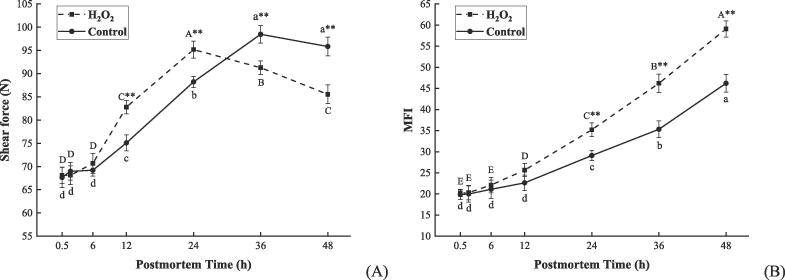 105
100
95
90
85
80
75
70
65
60
55
Shear force (N)
H₂O₂
Control
D D D C** A** B C
d d d c b a** a**
0.5 6 12 24 36 48
Postmortem Time (h)
(A)
65
60
55
50
45
40
35
30
25
20
15
10
MFI
H₂O₂
Control
E E E D C** B** A**
d d d d c b a
0.5 6 12 24 36 48
Postmortem Time (h)
(B)